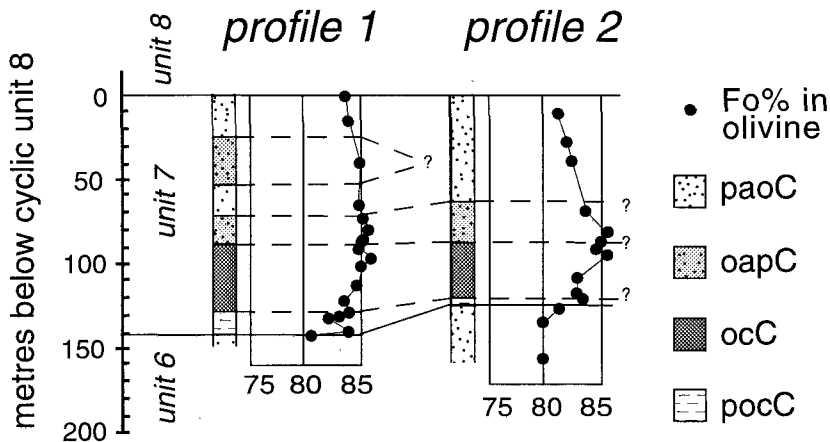 profile 1
profile 2
unit 8
unit 7
unit 6
metres below cyclic unit 8
0
50
100
150
200
75 80 85
75 80 85
?
?
?
?
Fo% in
olivine
paoC
oapC
ocC
pocC